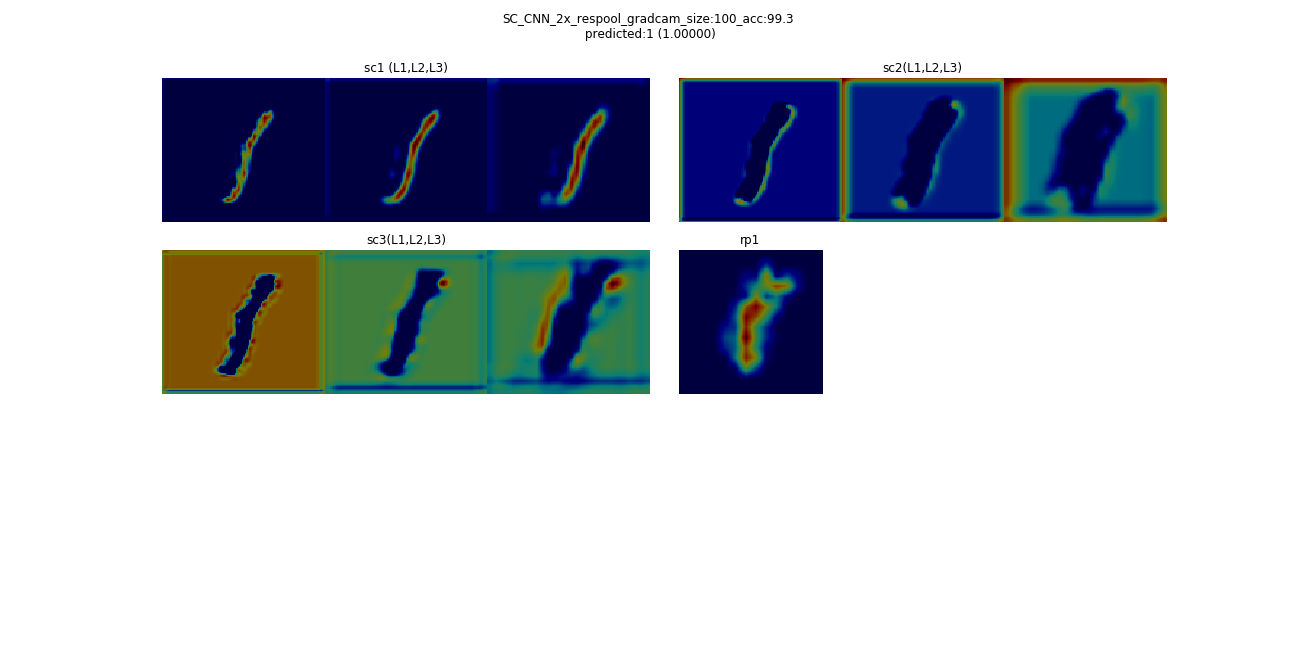 SC_CNN_2x_respool_gradcam_size:100_acc:99.3
predicted:1 (1.00000)
sc1 (L1,L2,L3)
sc2(L1,L2,L3)
sc3(L1,L2,L3)
rp1